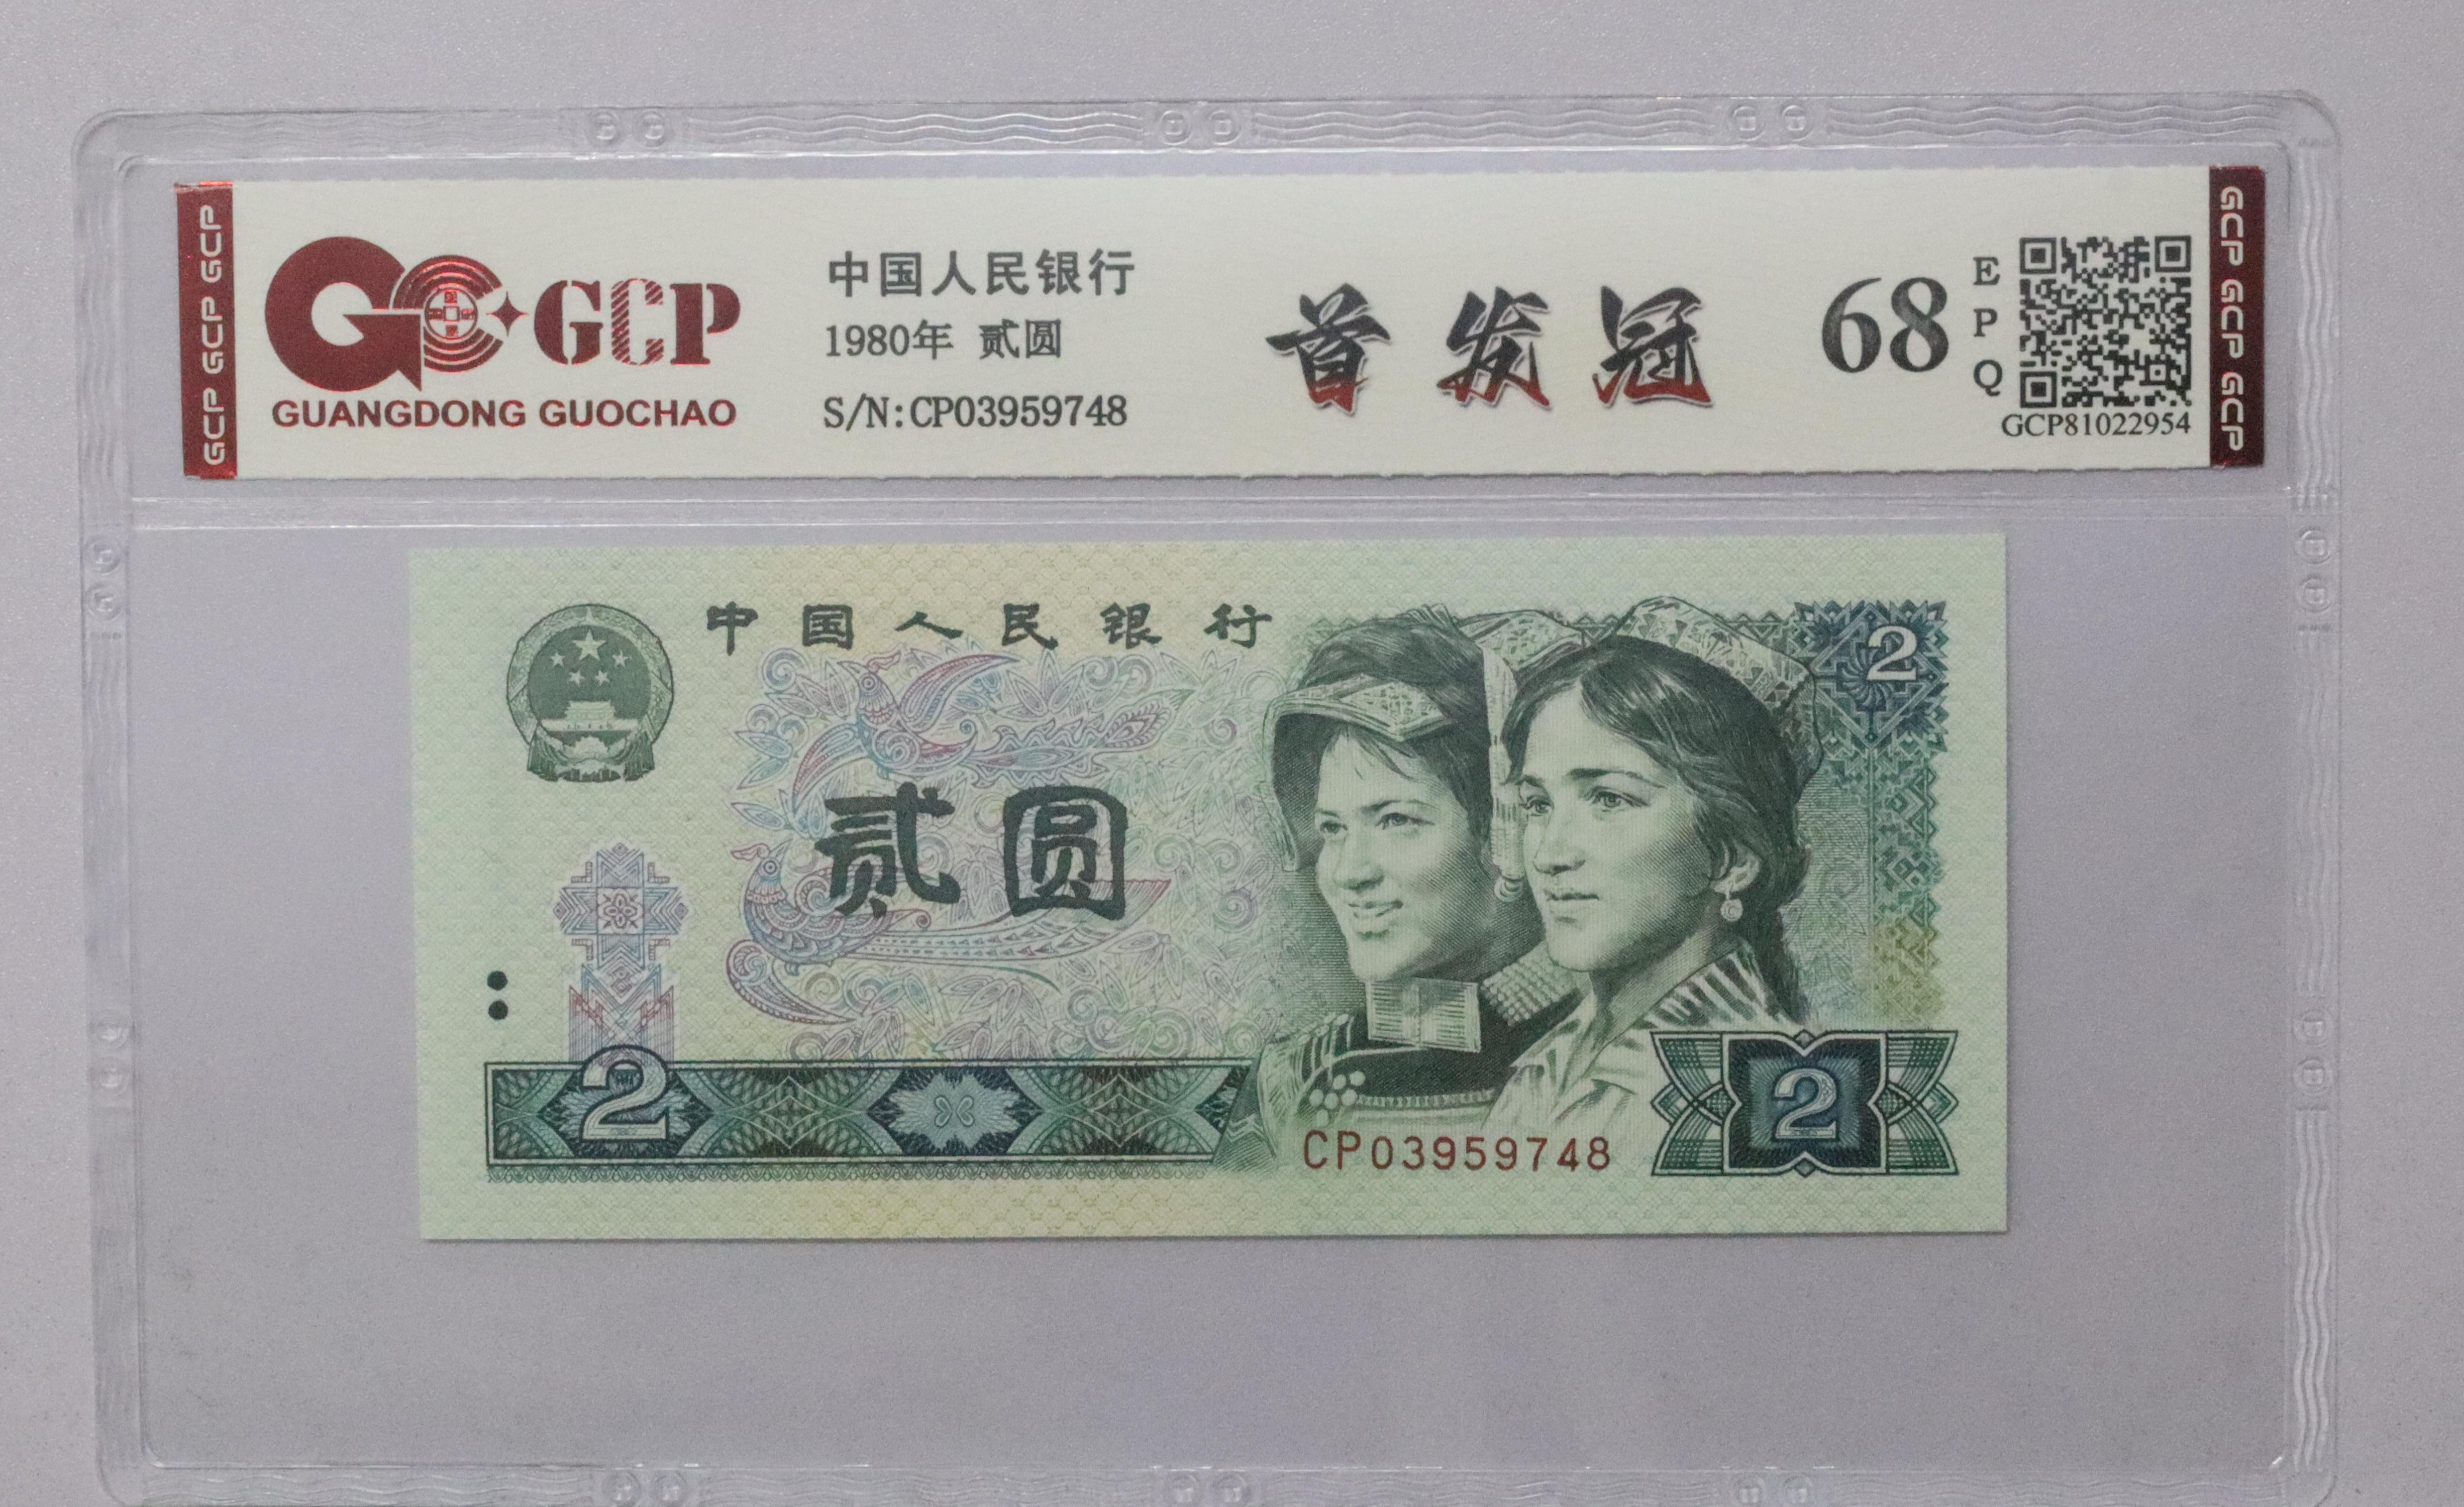 GCP GCP GCP
GCP
GUANGDONG GUOCHAO
中国人民银行
1980年 贰圆
S/N:CP03959748
首发冠
68
EPQ
GCP81022954
GCP GCP GCP
中国人民银行
2
贰圆
2
CP03959748
2